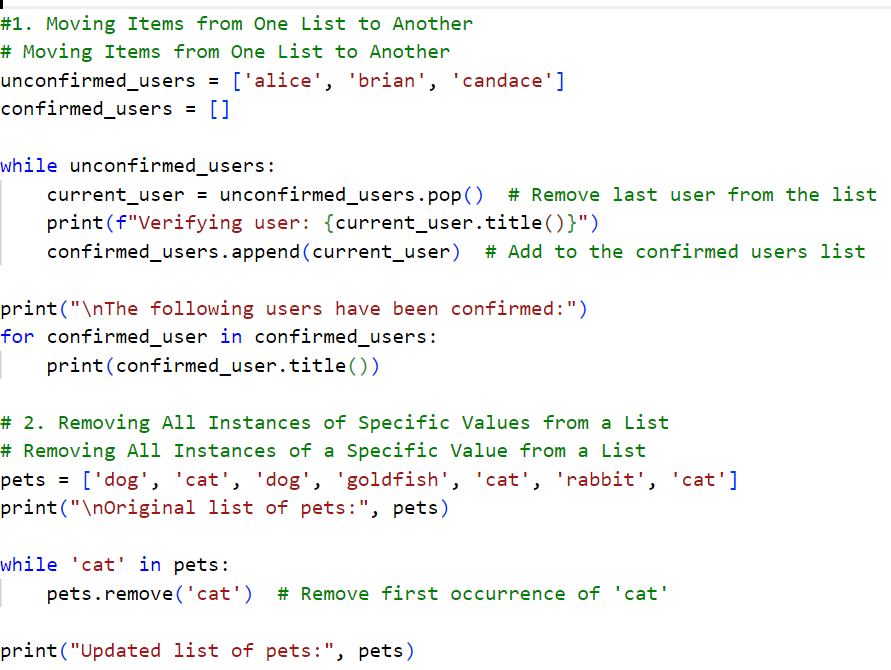 #1. Moving Items from One List to Another
# Moving Items from One List to Another
unconfirmed_users = ['alice', 'brian', 'candace']
confirmed_users = []

while unconfirmed_users:
    current_user = unconfirmed_users.pop()  # Remove last user from the list
    print(f"Verifying user: {current_user.title()}")
    confirmed_users.append(current_user)  # Add to the confirmed users list

print("\nThe following users have been confirmed:")
for confirmed_user in confirmed_users:
    print(confirmed_user.title())

# 2. Removing All Instances of Specific Values from a List
# Removing All Instances of a Specific Value from a List
pets = ['dog', 'cat', 'dog', 'goldfish', 'cat', 'rabbit', 'cat']
print("\nOriginal list of pets:", pets)

while 'cat' in pets:
    pets.remove('cat')  # Remove first occurrence of 'cat'

print("Updated list of pets:", pets)